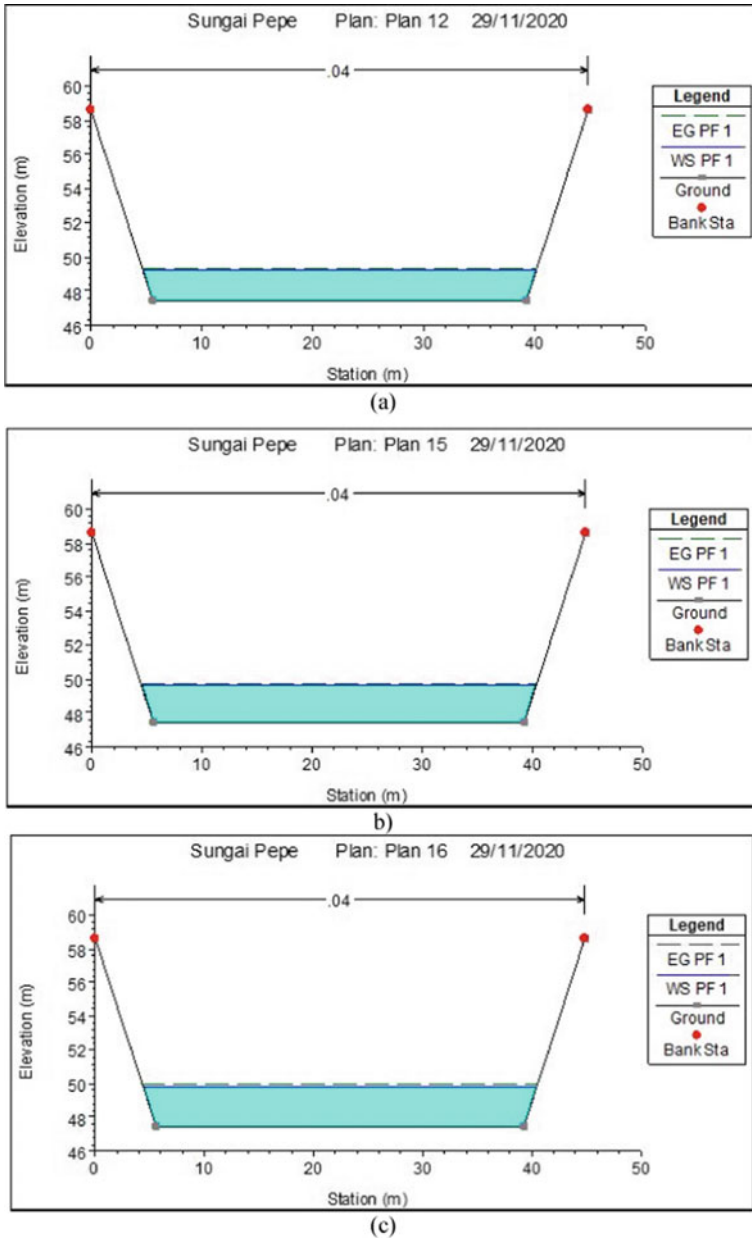 Sungai Pepe Plan: Plan 12 29/11/2020
.04
Elevation (m)
60
58
56
54
52
50
48
46
0 10 20 30 40 50
Station (m)
Legend
EG PF 1
WS PF 1
Ground
Bank Sta
(a)
Sungai Pepe Plan: Plan 15 29/11/2020
.04
Elevation (m)
60
58
56
54
52
50
48
46
0 10 20 30 40 50
Station (m)
Legend
EG PF 1
WS PF 1
Ground
Bank Sta
b)
Sungai Pepe Plan: Plan 16 29/11/2020
.04
Elevation (m)
60
58
56
54
52
50
48
46
0 10 20 30 40 50
Station (m)
Legend
EG PF 1
WS PF 1
Ground
Bank Sta
(c)